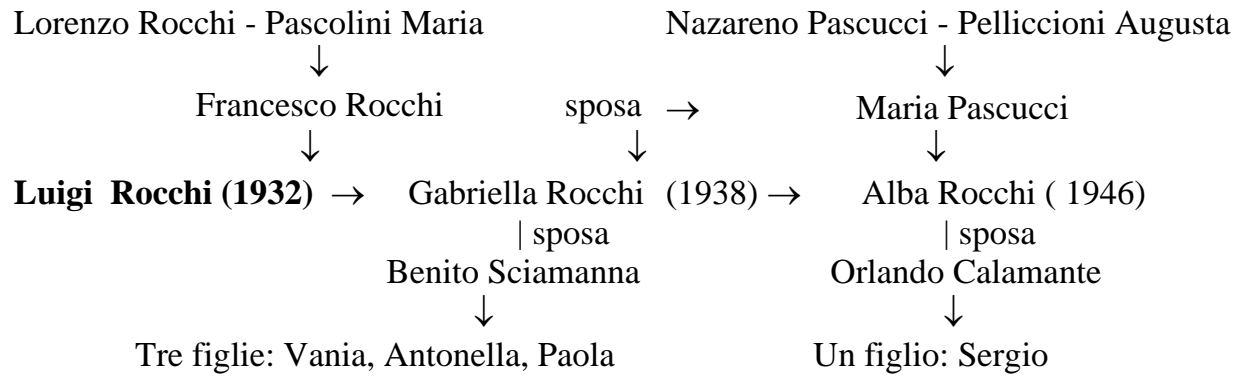 Lorenzo Rocchi - Pascolini Maria Nazareno Pascucci - Pelliccioni Augusta
↓ ↓
Francesco Rocchi sposa → Maria Pascucci
↓ ↓ ↓
Luigi Rocchi (1932) → Gabriella Rocchi (1938) → Alba Rocchi ( 1946)
| sposa | sposa
Benito Sciamanna Orlando Calamante
↓ ↓
Tre figlie: Vania, Antonella, Paola Un figlio: Sergio